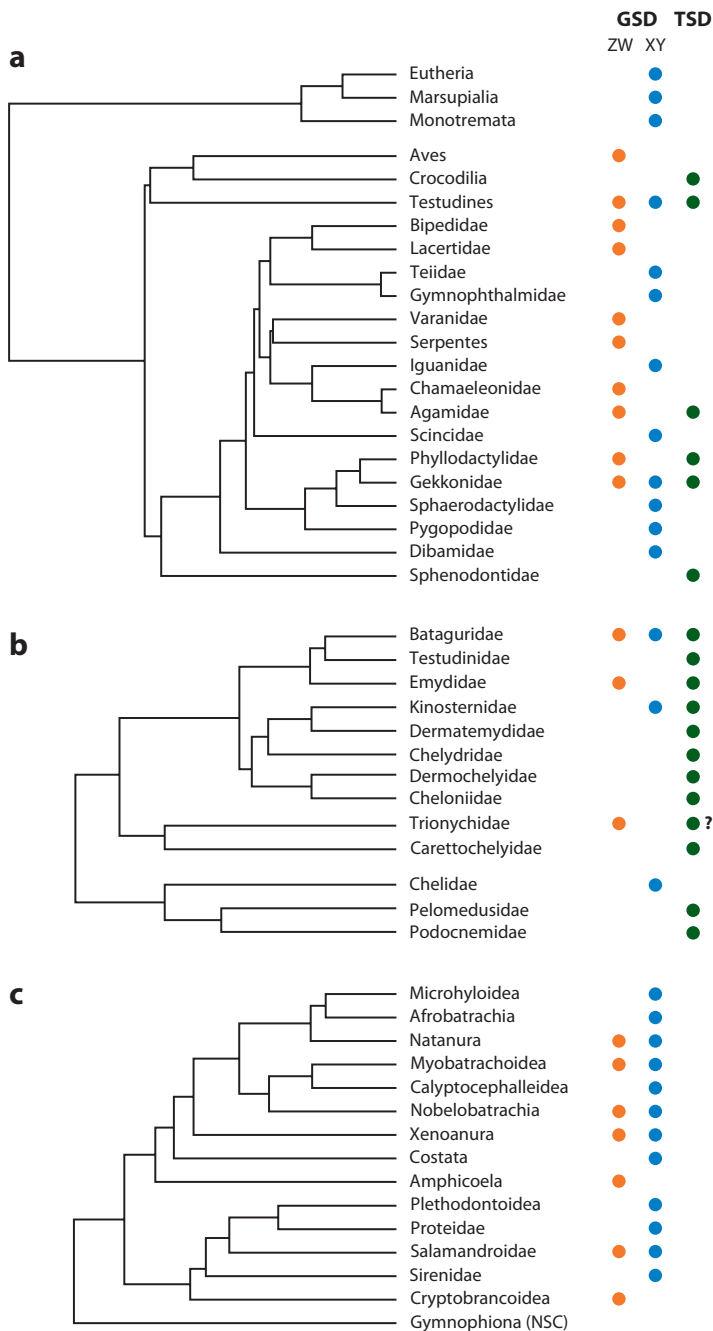 GSD TSD
ZW XY
a
Eutheria
Marsupialia
Monotremata
Aves
Crocodilia
Testudines
Bipedidae
Lacertidae
Teiidae
Gymnophthalmidae
Varanidae
Serpentes
Iguanidae
Chamaeleonidae
Agamidae
Scincidae
Phyllodactylidae
Gekkonidae
Sphaerodactylidae
Pygopodidae
Dibamidae
Sphenodontidae
b
Bataguridae
Testudinidae
Emydidae
Kinosternidae
Dermatemydidae
Chelydridae
Dermochelyidae
Cheloniidae
Trionychidae ?
Carettochelyidae
Chelidae
Pelomedusidae
Podocnemidae
c
Microhyloidea
Afrobatrachia
Natanura
Myobatrachoidea
Calyptocephalleidea
Nobelobatrachia
Xenoanura
Costata
Amphicoela
Plethodontoidea
Proteidae
Salamandroidae
Sirenidae
Cryptobrancoidea
Gymnophiona (NSC)